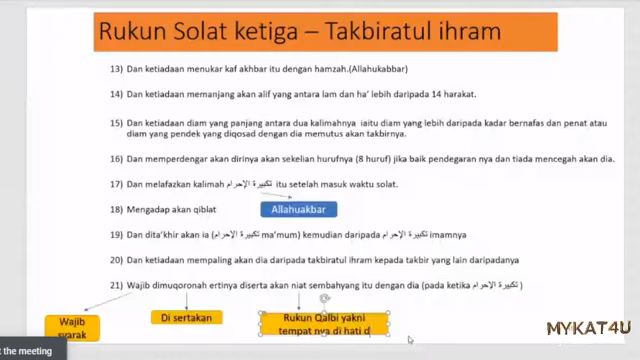 Rukun Solat ketiga – Takbiratul ihram
13) Dan ketiadaan menukar kaf akhbar itu dengan hamzah.(Allahukabbar)
14) Dan ketiadaan memanjang akan alif yang antara lam dan ha' lebih daripada 14 harakat.
15) Dan ketiadaan diam yang panjang antara dua kalimahnya iaitu diam yang lebih daripada kadar bernafas dan penat atau
diam yang pendek yang diqosad dengan dia memutus akan takbirnya.
16) Dan memperdengar akan dirinya akan sekelian hurufnya (8 huruf) jika baik pendegaran nya dan tiada mencegah akan dia.
17) Dan melafazkan kalimah تكبيرة الإحرام itu setelah masuk waktu solat.
18) Mengadap akan qiblat
Allahuakbar
19) Dan dita'khir akan ia (تكبيرة الإحرام ma'mum) kemudian daripada تكبيرة الإحرام imamnya
20) Dan ketiadaan mempaling akan dia daripada takbiratul ihram kepada takbir yang lain daripadanya
21) Wajib dimuqoronah ertinya diserta akan niat sembahyang itu dengan dia (pada ketika تكبيرة الإحرام )
Wajib
syarak
Di sertakan
Rukun Qalbi yakni
tempat nya di hati d
MYKAT4U
t the meeting